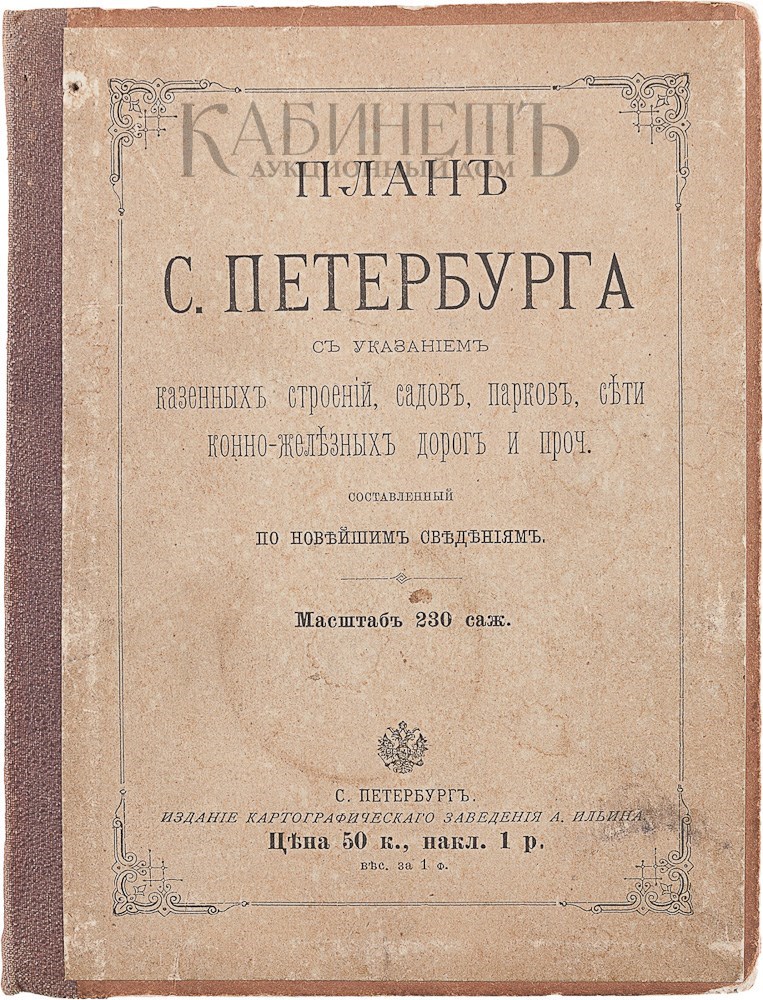 КАБИНЕТЪ
АУКЦИОННЫЙ ДОМ
ПЛАНЪ
С. ПЕТЕРБУРГА
СЪ УКАЗАНІЕМЪ
казенныхъ строеній, садовъ, парковъ, сѣти
конно-желѣзныхъ дорогъ и проч.
СОСТАВЛЕННЫЙ
ПО НОВѢЙШИМЪ СВѢДѢНІЯМЪ.
Масштабъ 230 саж.
С. ПЕТЕРБУРГЪ.
ИЗДАНІЕ КАРТОГРАФИЧЕСКАГО ЗАВЕДЕНІЯ А. ИЛЬИНА.
Цѣна 50 к., накл. 1 р.
вѣс. за 1 ф.